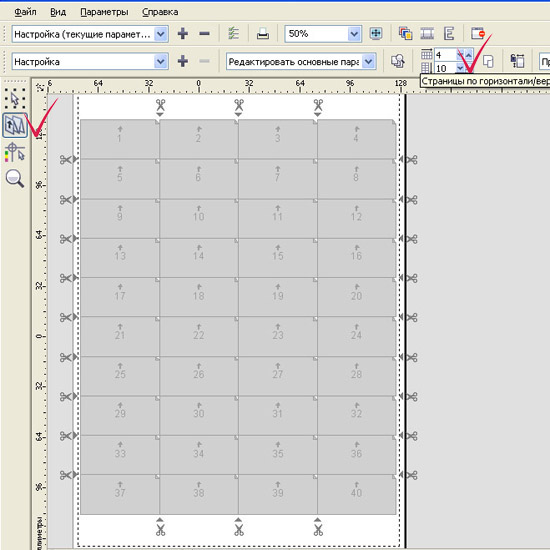 Файл Вид Параметры Справка
Настройка (текущие паранет... 50%
Настройка Редактировать основные пара 4
10 Пр
Страницы по горизонтали/вер
6 64 32 0 32 64 96 128
1 2 3 4
96 5 6 7 8
9 10 11 12
64 13 14 15 16
32 17 18 19 20
0 21 22 23 24
25 26 27 28
32 29 30 31 32
64 33 34 35 36
96 37 38 39 40